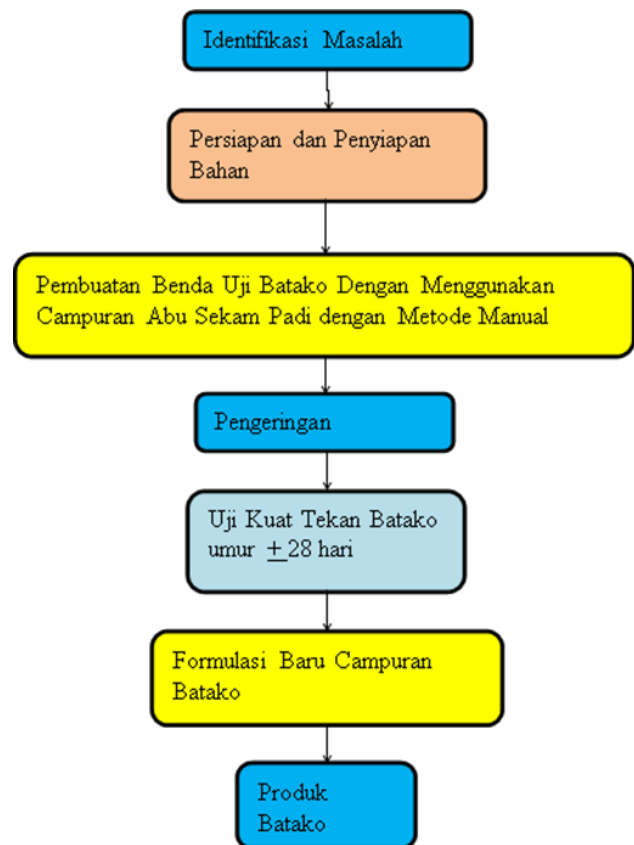 Identifikasi Masalah
Persiapan dan Penyiapan
Bahan
Pembuatan Benda Uji Batako Dengan Menggunakan
Campuran Abu Sekam Padi dengan Metode Manual
Pengeringan
Uji Kuat Tekan Batako
umur ± 28 hari
Formulasi Baru Campuran
Batako
Produk
Batako